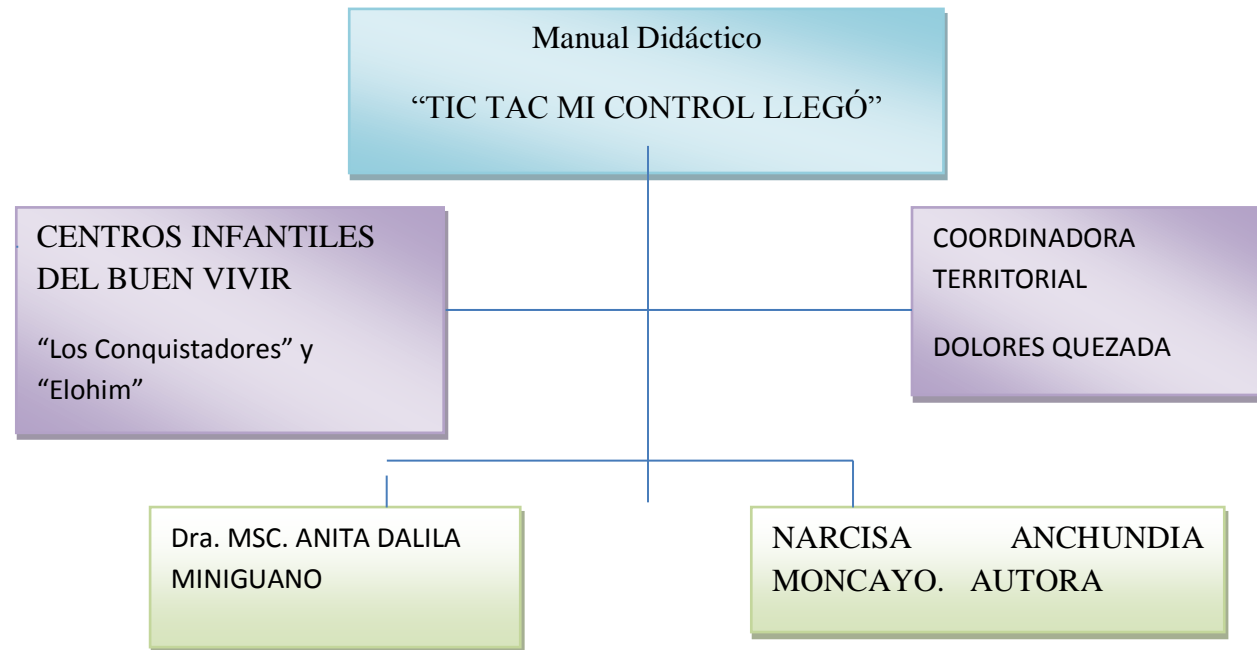 Manual Didáctico
“TIC TAC MI CONTROL LLEGÓ”
CENTROS INFANTILES
DEL BUEN VIVIR
“Los Conquistadores” y
“Elohim”
COORDINADORA
TERRITORIAL
DOLORES QUEZADA
Dra. MSC. ANITA DALILA
MINIGUANO
NARCISA ANCHUNDIA
MONCAYO. AUTORA